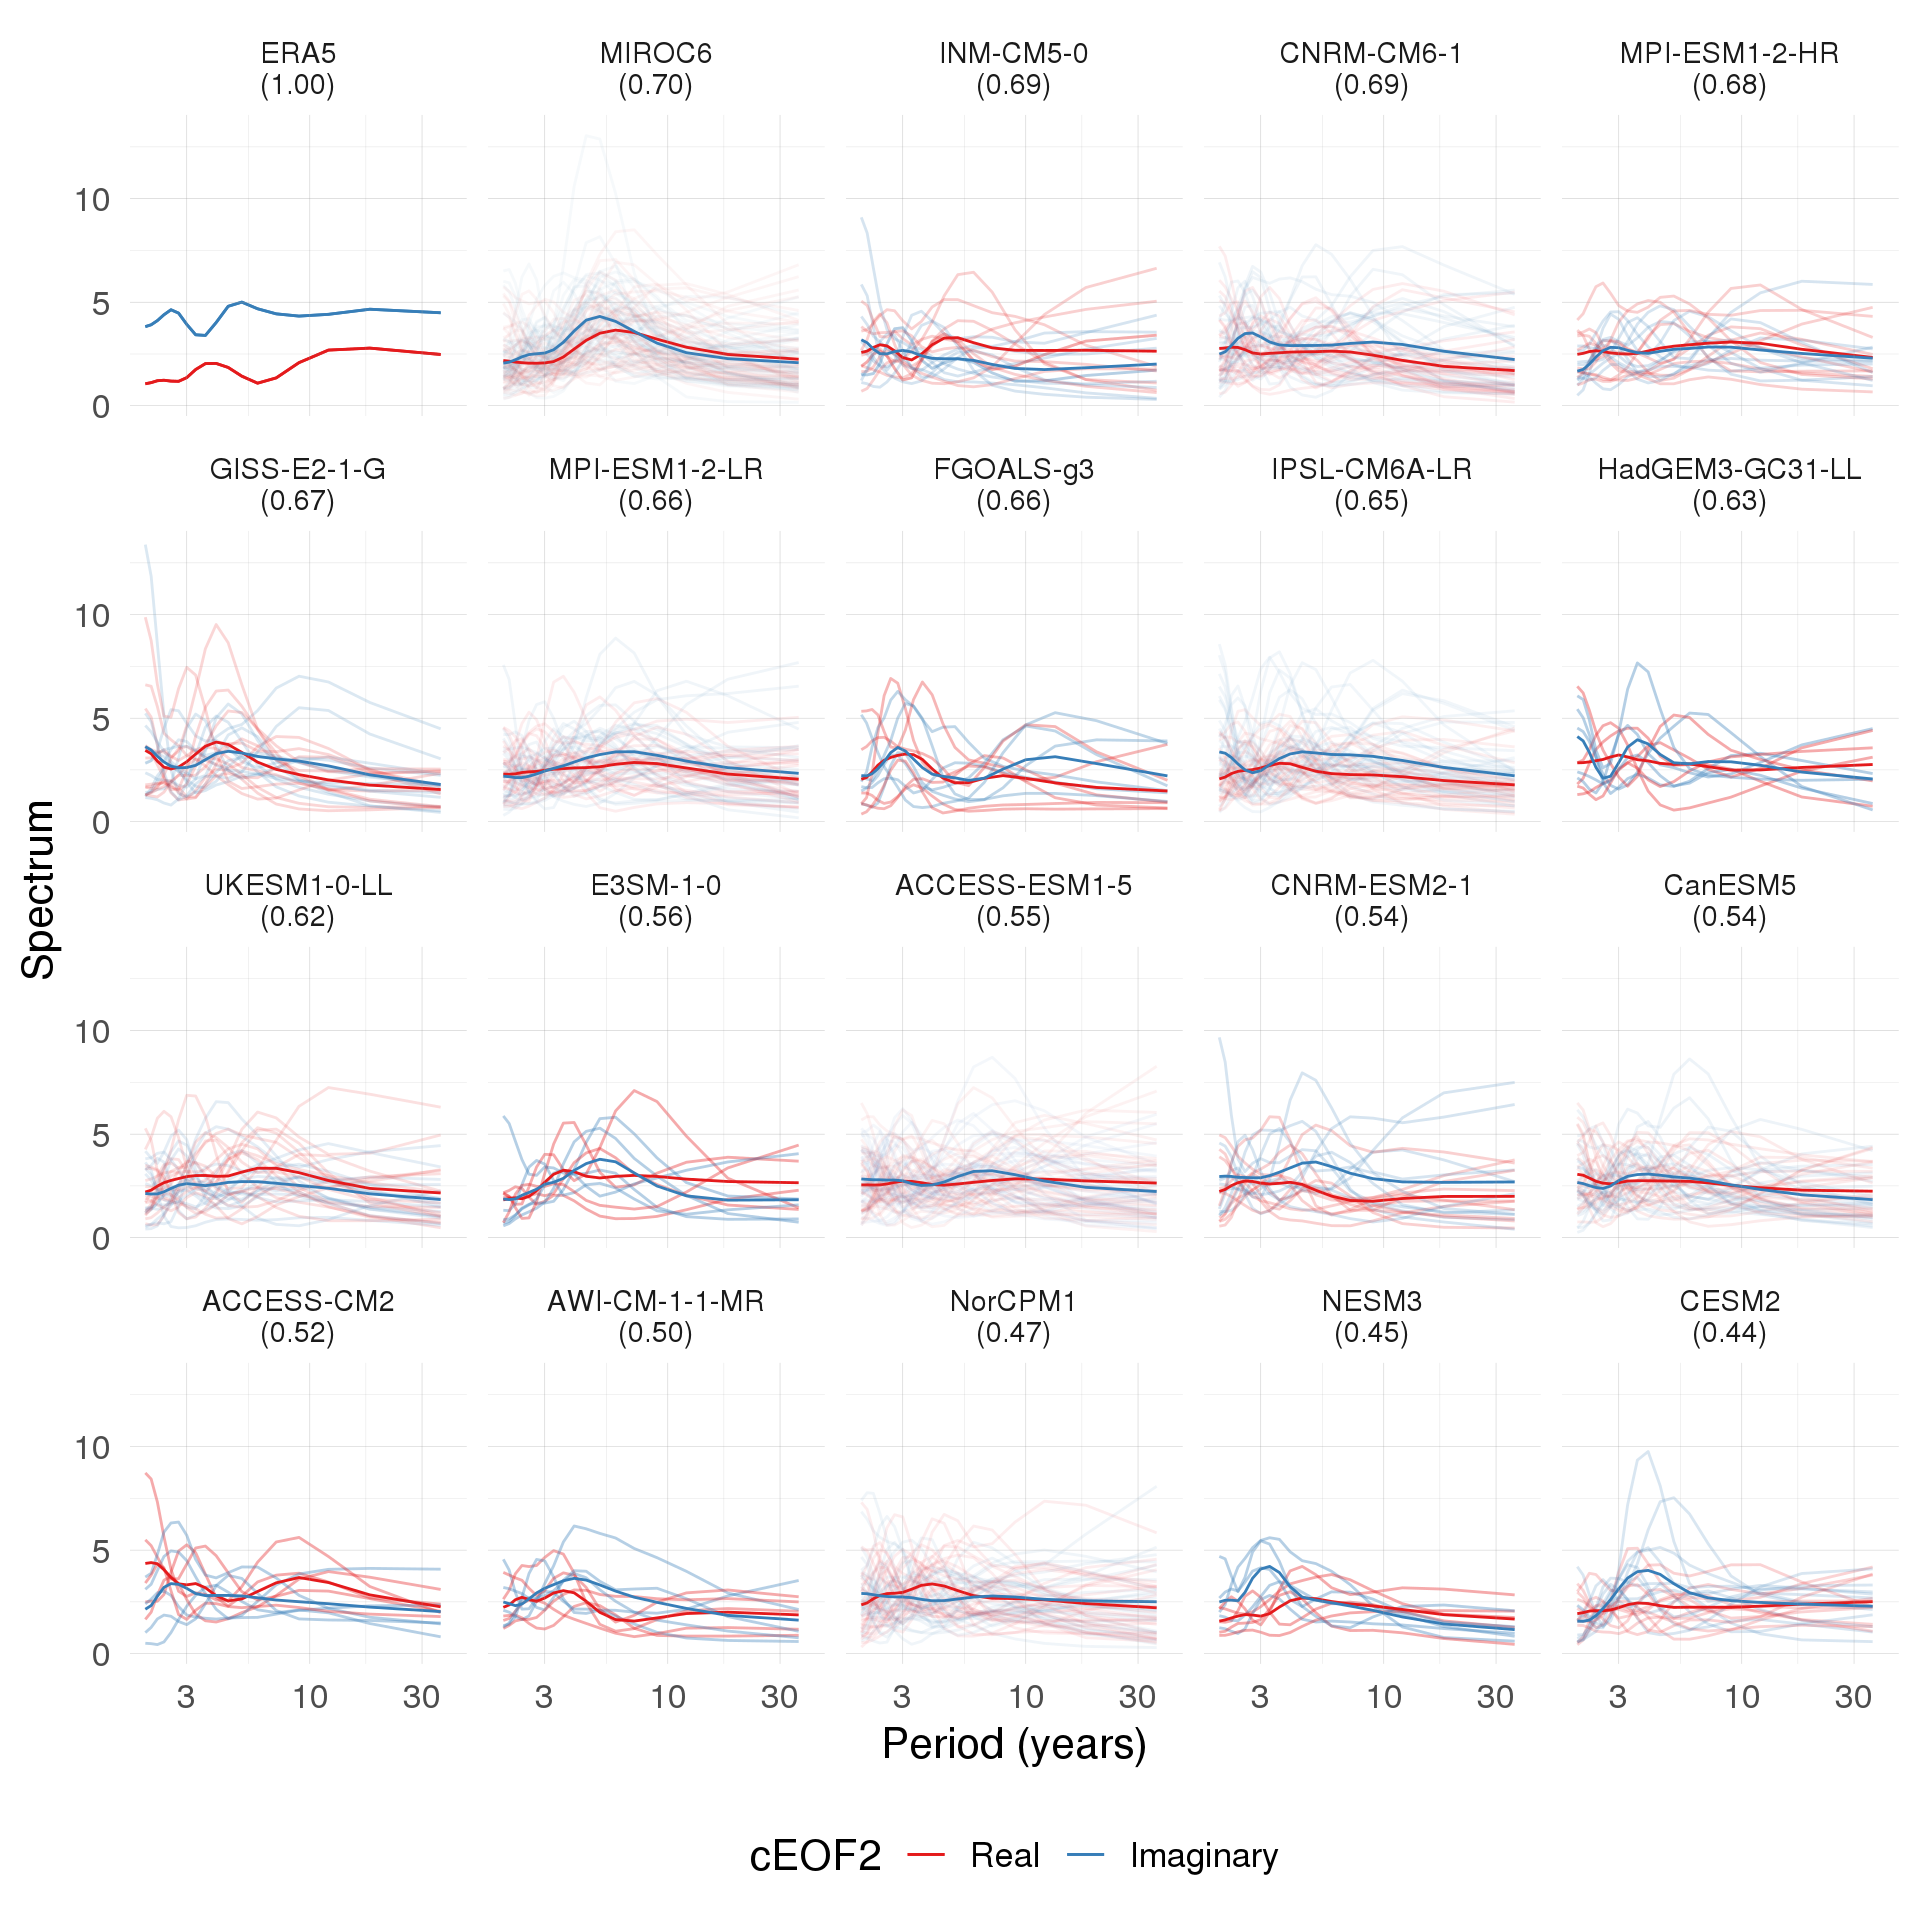 ERA5
(1.00)
MIROC6
(0.70)
INM-CM5-0
(0.69)
CNRM-CM6-1
(0.69)
MPI-ESM1-2-HR
(0.68)
10
5
0
GISS-E2-1-G
(0.67)
MPI-ESM1-2-LR
(0.66)
FGOALS-g3
(0.66)
IPSL-CM6A-LR
(0.65)
HadGEM3-GC31-LL
(0.63)
10
5
0
UKESM1-0-LL
(0.62)
E3SM-1-0
(0.56)
ACCESS-ESM1-5
(0.55)
CNRM-ESM2-1
(0.54)
CanESM5
(0.54)
10
5
0
ACCESS-CM2
(0.52)
AWI-CM-1-1-MR
(0.50)
NorCPM1
(0.47)
NESM3
(0.45)
CESM2
(0.44)
10
5
0
3 10 30
3 10 30
3 10 30
3 10 30
3 10 30
Spectrum
Period (years)
cEOF2 Real Imaginary